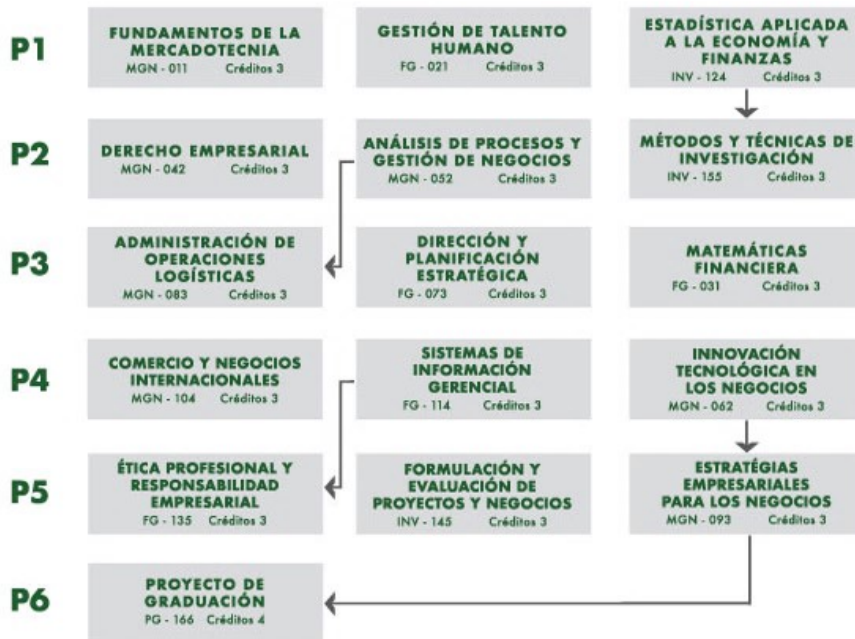 P1
FUNDAMENTOS DE LA
MERCADOTECNIA
MGN - 011 Créditos 3
GESTIÓN DE TALENTO
HUMANO
FG - 021 Créditos 3
ESTADÍSTICA APLICADA
A LA ECONOMÍA Y
FINANZAS
INV - 124 Créditos 3
P2
DERECHO EMPRESARIAL
MGN - 042 Créditos 3
ANÁLISIS DE PROCESOS Y
GESTIÓN DE NEGOCIOS
MGN - 052 Créditos 3
MÉTODOS Y TÉCNICAS DE
INVESTIGACIÓN
INV - 155 Créditos 3
P3
ADMINISTRACIÓN DE
OPERACIONES
LOGÍSTICAS
MGN - 083 Créditos 3
DIRECCIÓN Y
PLANIFICACIÓN
ESTRATÉGICA
FG - 073 Créditos 3
MATEMÁTICAS
FINANCIERA
FG - 031 Créditos 3
P4
COMERCIO Y NEGOCIOS
INTERNACIONALES
MGN - 104 Créditos 3
SISTEMAS DE
INFORMACIÓN
GERENCIAL
FG - 114 Créditos 3
INNOVACIÓN
TECNOLÓGICA EN
LOS NEGOCIOS
MGN - 062 Créditos 3
P5
ÉTICA PROFESIONAL Y
RESPONSABILIDAD
EMPRESARIAL
FG - 135 Créditos 3
FORMULACIÓN Y
EVALUACIÓN DE
PROYECTOS Y NEGOCIOS
INV - 145 Créditos 3
ESTRATÉGIAS
EMPRESARIALES
PARA LOS NEGOCIOS
MGN - 093 Créditos 3
P6
PROYECTO DE
GRADUACIÓN
PG - 166 Créditos 4